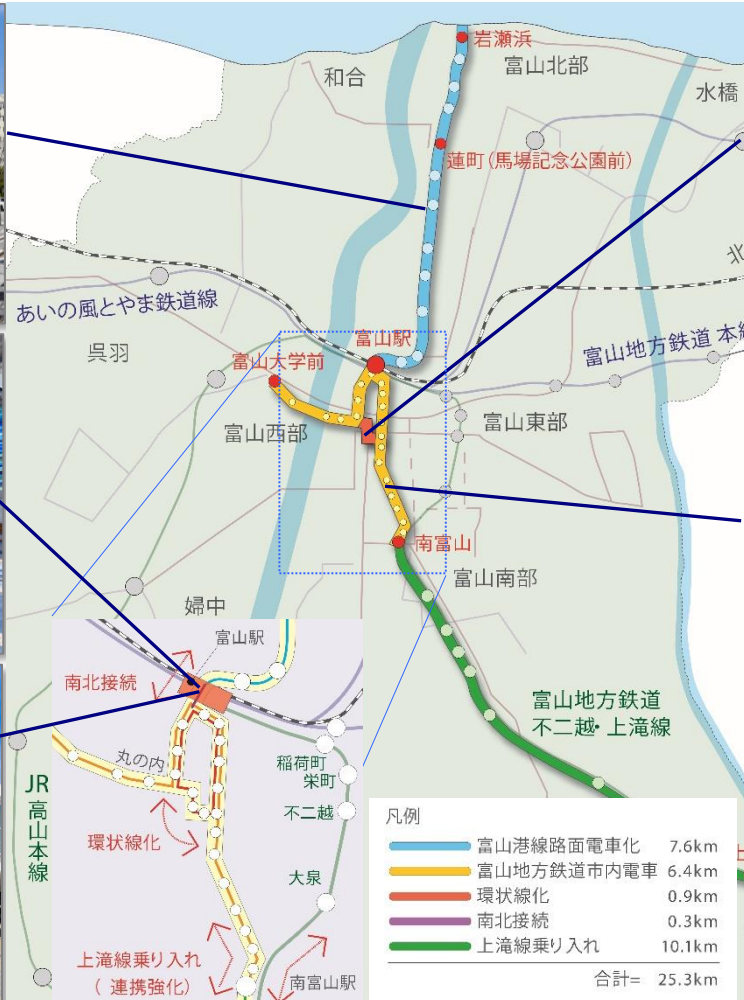 岩瀬浜
和合
富山北部
水橋
蓮町(馬場記念公園前)
北
あいの風とやま鉄道線
富山駅
富山地方鉄道 本線
呉羽
富山大学前
富山西部
富山東部
南富山
富山南部
婦中
富山駅
南北接続
富山地方鉄道
不二越・上滝線
丸の内
稲荷町
栄町
不二越
環状線化
JR
高山本線
大泉
上滝線乗り入れ
(連携強化)
南富山駅
凡例
富山港線路面電車化 7.6km
富山地方鉄道市内電車 6.4km
環状線化 0.9km
南北接続 0.3km
上滝線乗り入れ 10.1km
合計= 25.3km